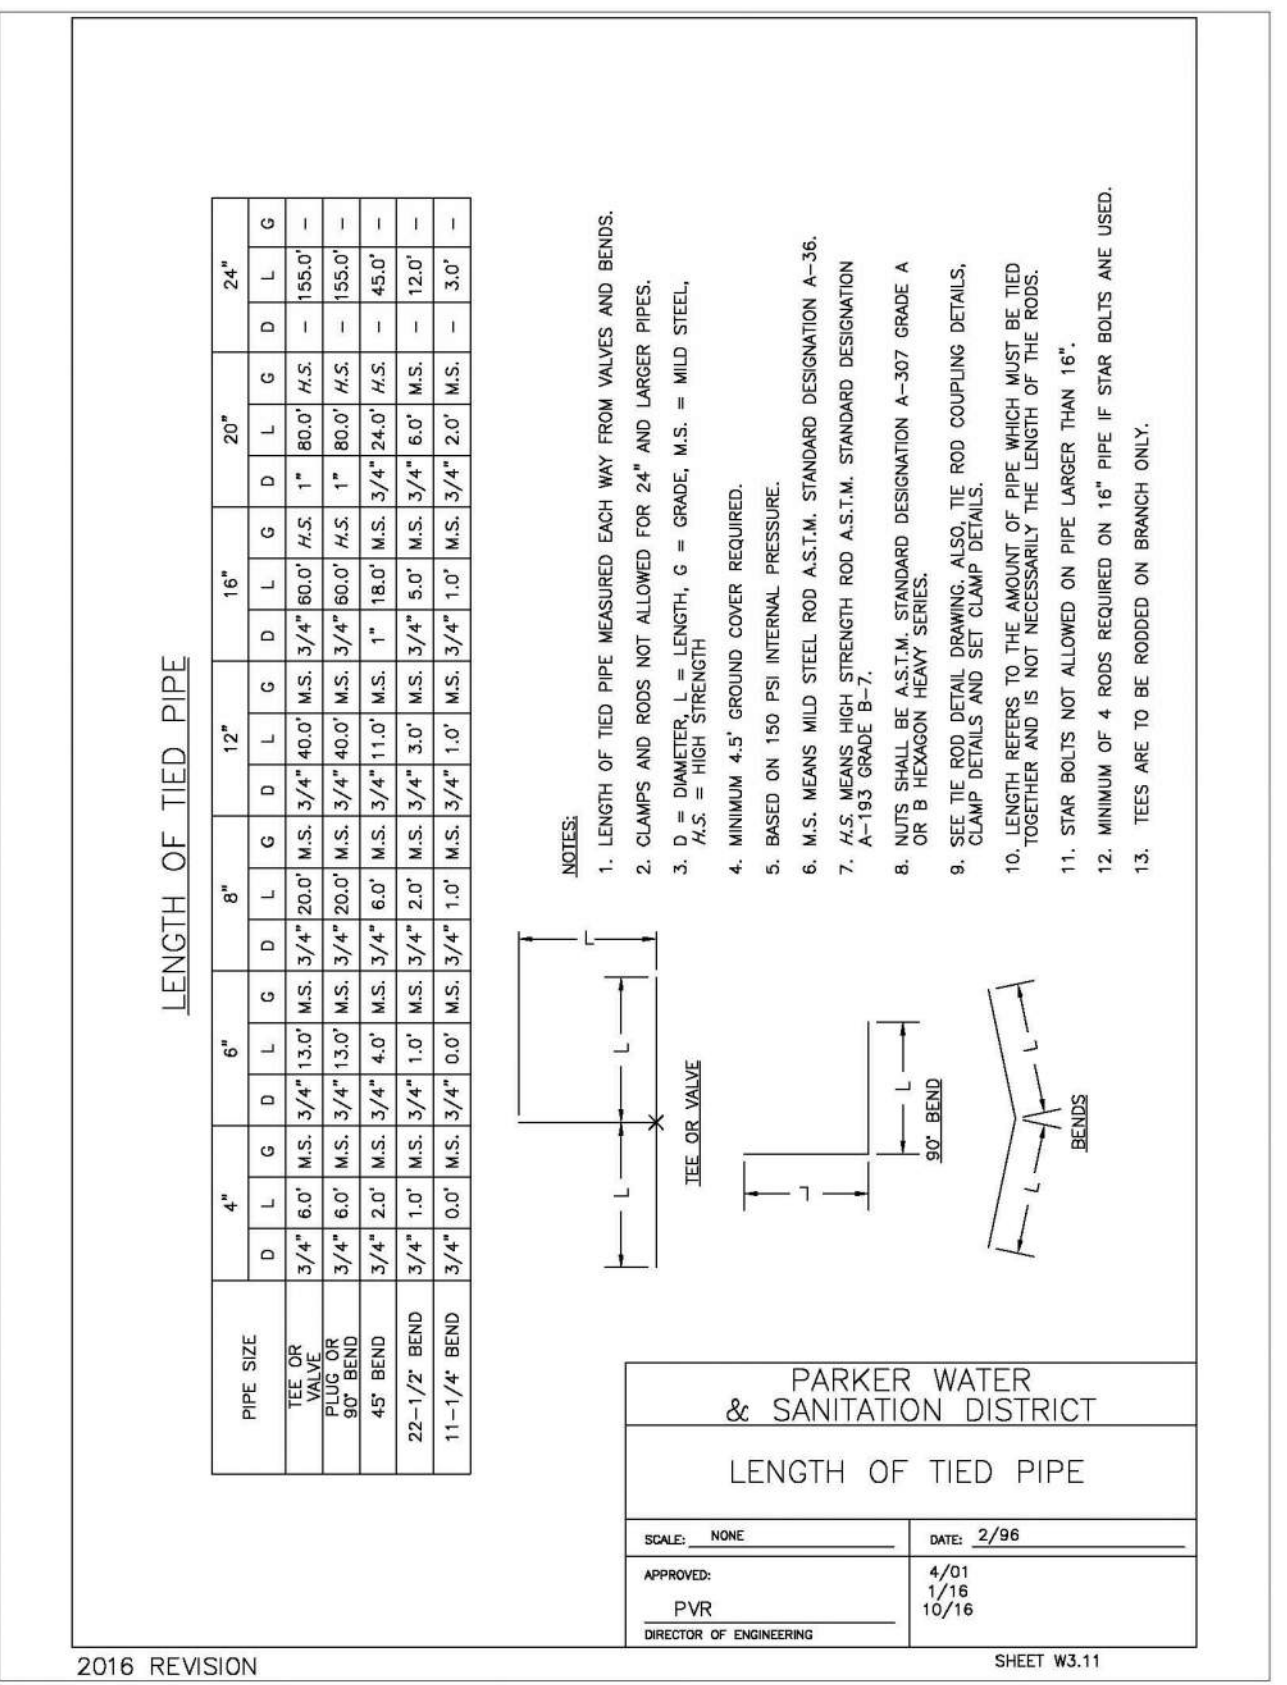 LENGTH OF TIED PIPE
PIPE SIZE 4" 6" 8" 12" 16" 20" 24"
D L G D L G D L G D L G D L G D L G D L G
TEE OR VALVE 3/4" 6.0' M.S. 3/4" 13.0' M.S. 3/4" 20.0' M.S. 3/4" 40.0' M.S. 3/4" 60.0' H.S. 1" 80.0' H.S. – 155.0' –
PLUG OR 90° BEND 3/4" 6.0' M.S. 3/4" 13.0' M.S. 3/4" 20.0' M.S. 3/4" 40.0' M.S. 3/4" 60.0' H.S. 1" 80.0' H.S. – 155.0' –
45° BEND 3/4" 2.0' M.S. 3/4" 4.0' M.S. 3/4" 6.0' M.S. 3/4" 11.0' M.S. 1" 18.0' M.S. 3/4" 24.0' H.S. – 45.0' –
22-1/2° BEND 3/4" 1.0' M.S. 3/4" 1.0' M.S. 3/4" 2.0' M.S. 3/4" 3.0' M.S. 3/4" 5.0' M.S. 3/4" 6.0' M.S. – 12.0' –
11-1/4° BEND 3/4" 0.0' M.S. 3/4" 0.0' M.S. 3/4" 1.0' M.S. 3/4" 1.0' M.S. 3/4" 1.0' M.S. 3/4" 2.0' M.S. – 3.0' –
L
L
L
TEE OR VALVE
L
L
90° BEND
L
L
BENDS
NOTES:
1. LENGTH OF TIED PIPE MEASURED EACH WAY FROM VALVES AND BENDS.
2. CLAMPS AND RODS NOT ALLOWED FOR 24" AND LARGER PIPES.
3. D = DIAMETER, L = LENGTH, G = GRADE, M.S. = MILD STEEL,
H.S. = HIGH STRENGTH
4. MINIMUM 4.5' GROUND COVER REQUIRED.
5. BASED ON 150 PSI INTERNAL PRESSURE.
6. M.S. MEANS MILD STEEL ROD A.S.T.M. STANDARD DESIGNATION A-36.
7. H.S. MEANS HIGH STRENGTH ROD A.S.T.M. STANDARD DESIGNATION
A-193 GRADE B-7.
8. NUTS SHALL BE A.S.T.M. STANDARD DESIGNATION A-307 GRADE A
OR B HEXAGON HEAVY SERIES.
9. SEE TIE ROD DETAIL DRAWING. ALSO, TIE ROD COUPLING DETAILS,
CLAMP DETAILS AND SET CLAMP DETAILS.
10. LENGTH REFERS TO THE AMOUNT OF PIPE WHICH MUST BE TIED
TOGETHER AND IS NOT NECESSARILY THE LENGTH OF THE RODS.
11. STAR BOLTS NOT ALLOWED ON PIPE LARGER THAN 16".
12. MINIMUM OF 4 RODS REQUIRED ON 16" PIPE IF STAR BOLTS ANE USED.
13. TEES ARE TO BE RODDED ON BRANCH ONLY.
PARKER WATER
& SANITATION DISTRICT
LENGTH OF TIED PIPE
SCALE: NONE
DATE: 2/96
APPROVED:
PVR
DIRECTOR OF ENGINEERING
4/01
1/16
10/16
2016 REVISION
SHEET W3.11